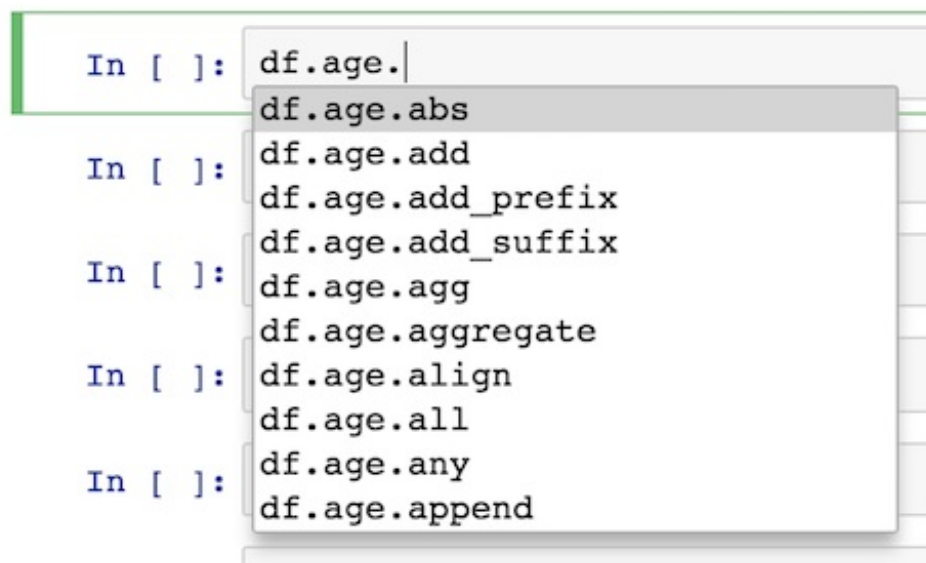 In [ ]: df.age.
df.age.abs
df.age.add
In [ ]:
df.age.add_prefix
df.age.add_suffix
In [ ]:
df.age.agg
df.age.aggregate
In [ ]:
df.age.align
df.age.all
df.age.any
In [ ]:
df.age.append